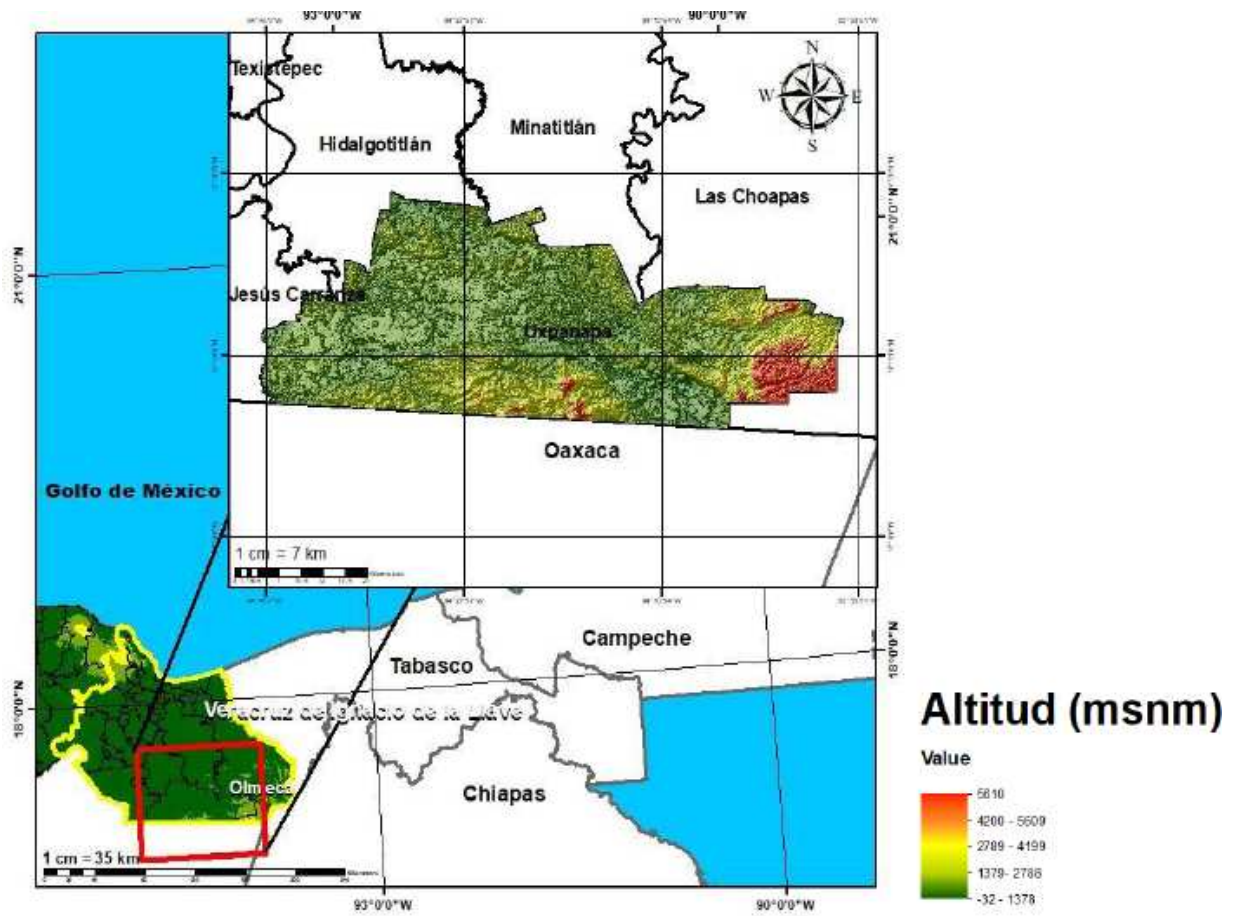 93°0'0"W
90°0'0"W
Texistepec
N
W
E
S
Minatitlán
Hidalgotitlán
Las Choapas
21°0'0"N
21°0'0"N
Jesús Carranza
Uxpanapa
Oaxaca
Golfo de México
1 cm = 7 km
Campeche
Tabasco
18°0'0"N
18°0'0"N
Veracruz de Ignacio de la Llave
Olmeca
Chiapas
1 cm = 35 km
93°0'0"W
90°0'0"W
Altitud (msnm)
Value
5610
4200 - 5609
2789 - 4199
1379 - 2788
-32 - 1378